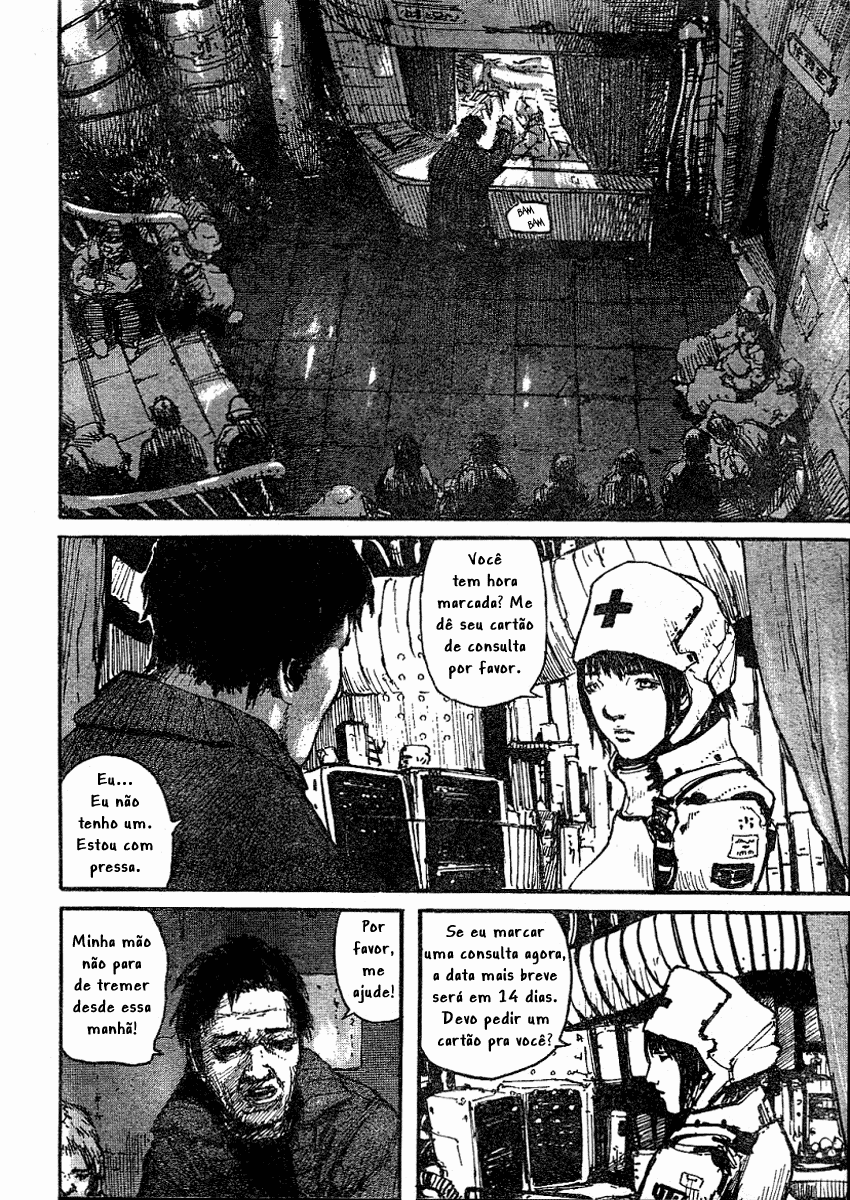 BAM
BAM
Você
tem hora
marcada? Me
dê seu cartão
de consulta
por favor.
Eu...
Eu não
tenho um.
Estou com
pressa.
Minha mão
não para
de tremer
desde essa
manhã!
Por
favor,
me
ajude!
Se eu marcar
uma consulta agora,
a data mais breve
será em 14 dias.
Devo pedir um
cartão pra você?